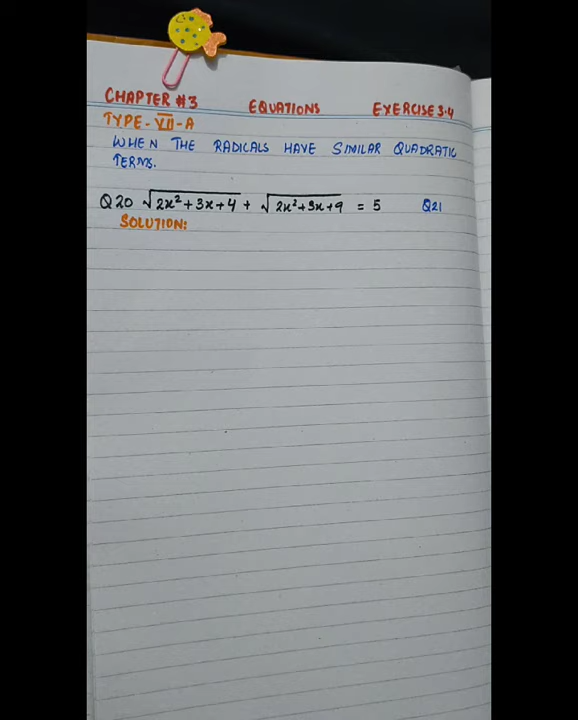 CHAPTER #3 EQUATIONS EXERCISE 3.4
TYPE-VII-A
WHEN THE RADICALS HAVE SIMILAR QUADRATIC
TERMS.
Q20 √2x²+3x+4 + √2x²+3x+9 = 5 Q21
SOLUTION: